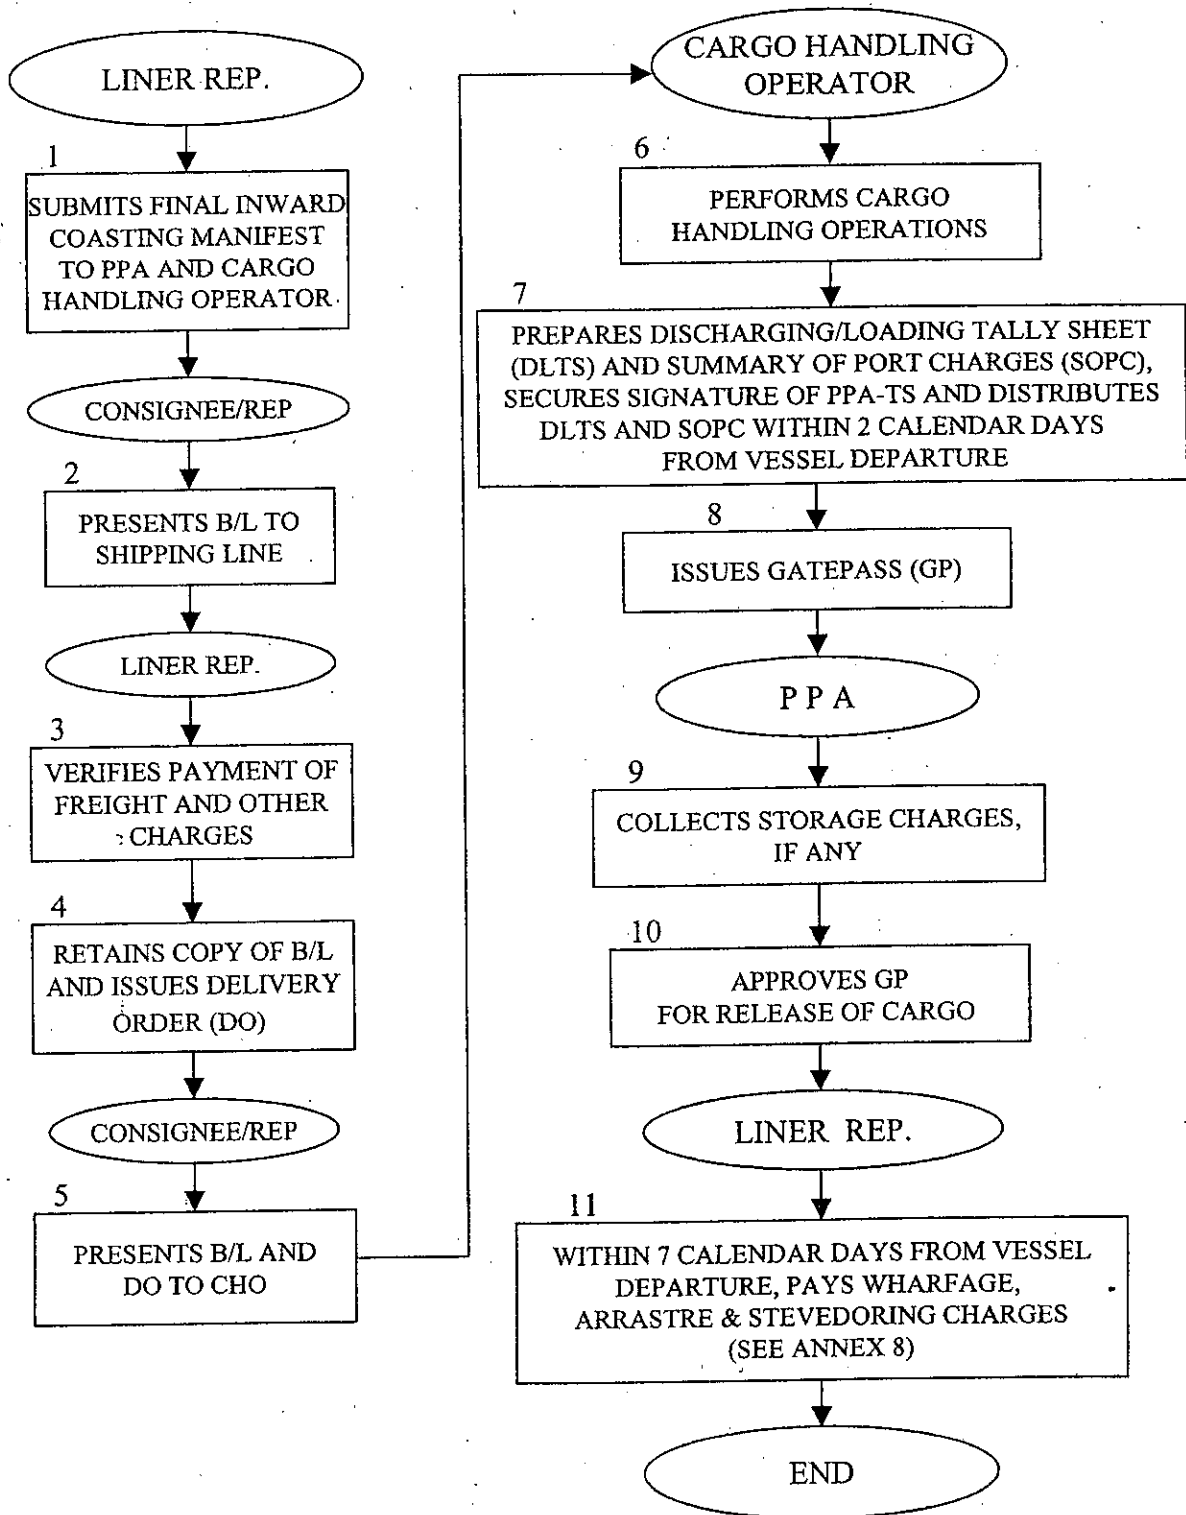 LINER REP.
1
SUBMITS FINAL INWARD
COASTING MANIFEST
TO PPA AND CARGO
HANDLING OPERATOR
CONSIGNEE/REP
2
PRESENTS B/L TO
SHIPPING LINE
LINER REP.
3
VERIFIES PAYMENT OF
FREIGHT AND OTHER
CHARGES
4
RETAINS COPY OF B/L
AND ISSUES DELIVERY
ORDER (DO)
CONSIGNEE/REP
5
PRESENTS B/L AND
DO TO CHO
CARGO HANDLING
OPERATOR
6
PERFORMS CARGO
HANDLING OPERATIONS
7
PREPARES DISCHARGING/LOADING TALLY SHEET
(DLTS) AND SUMMARY OF PORT CHARGES (SOPC),
SECURES SIGNATURE OF PPA-TS AND DISTRIBUTES
DLTS AND SOPC WITHIN 2 CALENDAR DAYS
FROM VESSEL DEPARTURE
8
ISSUES GATEPASS (GP)
P P A
9
COLLECTS STORAGE CHARGES,
IF ANY
10
APPROVES GP
FOR RELEASE OF CARGO
LINER REP.
11
WITHIN 7 CALENDAR DAYS FROM VESSEL
DEPARTURE, PAYS WHARFAGE,
ARRASTRE & STEVEDORING CHARGES
(SEE ANNEX 8)
END